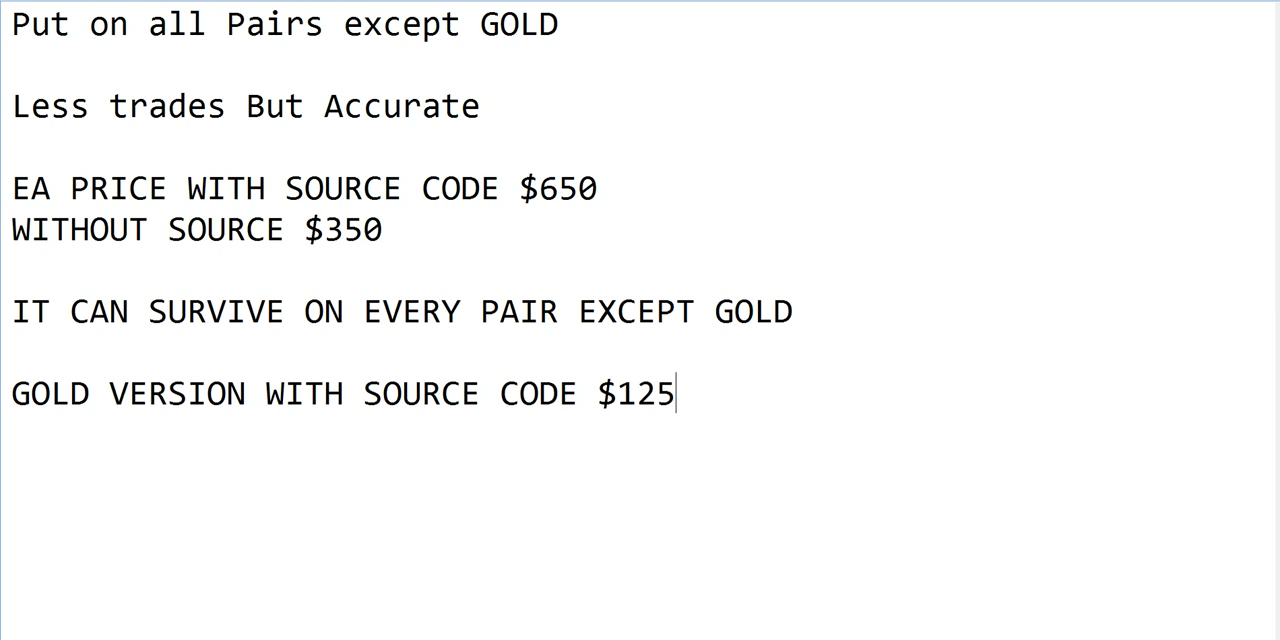 Put on all Pairs except GOLD
Less trades But Accurate
EA PRICE WITH SOURCE CODE $650
WITHOUT SOURCE $350
IT CAN SURVIVE ON EVERY PAIR EXCEPT GOLD
GOLD VERSION WITH SOURCE CODE $125